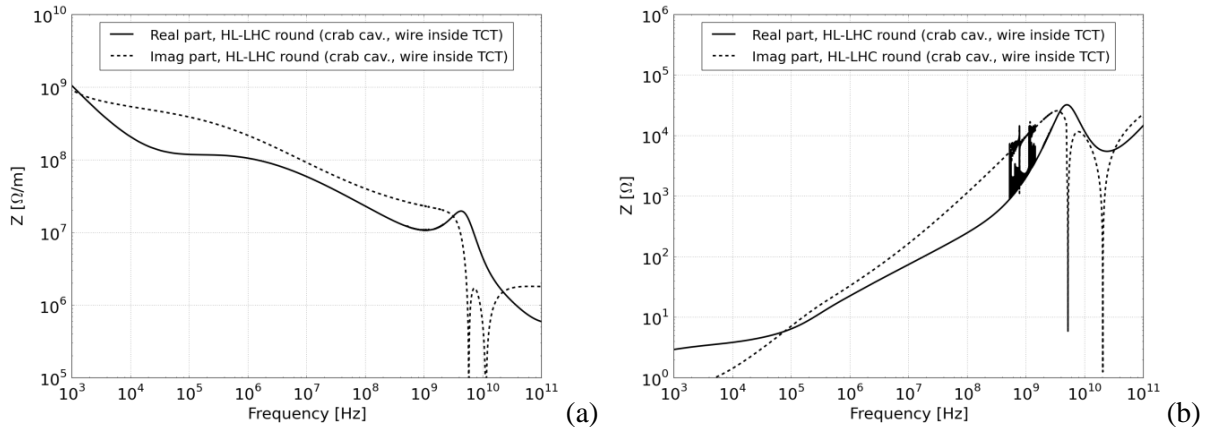 10^10
10^9
10^8
10^7
10^6
10^5
Z [Ω/m]
Real part, HL-LHC round (crab cav., wire inside TCT)
Imag part, HL-LHC round (crab cav., wire inside TCT)
10^3 10^4 10^5 10^6 10^7 10^8 10^9 10^10 10^11
Frequency [Hz]
(a)
10^6
10^5
10^4
10^3
10^2
10^1
10^0
Z [Ω]
Real part, HL-LHC round (crab cav., wire inside TCT)
Imag part, HL-LHC round (crab cav., wire inside TCT)
10^3 10^4 10^5 10^6 10^7 10^8 10^9 10^10 10^11
Frequency [Hz]
(b)